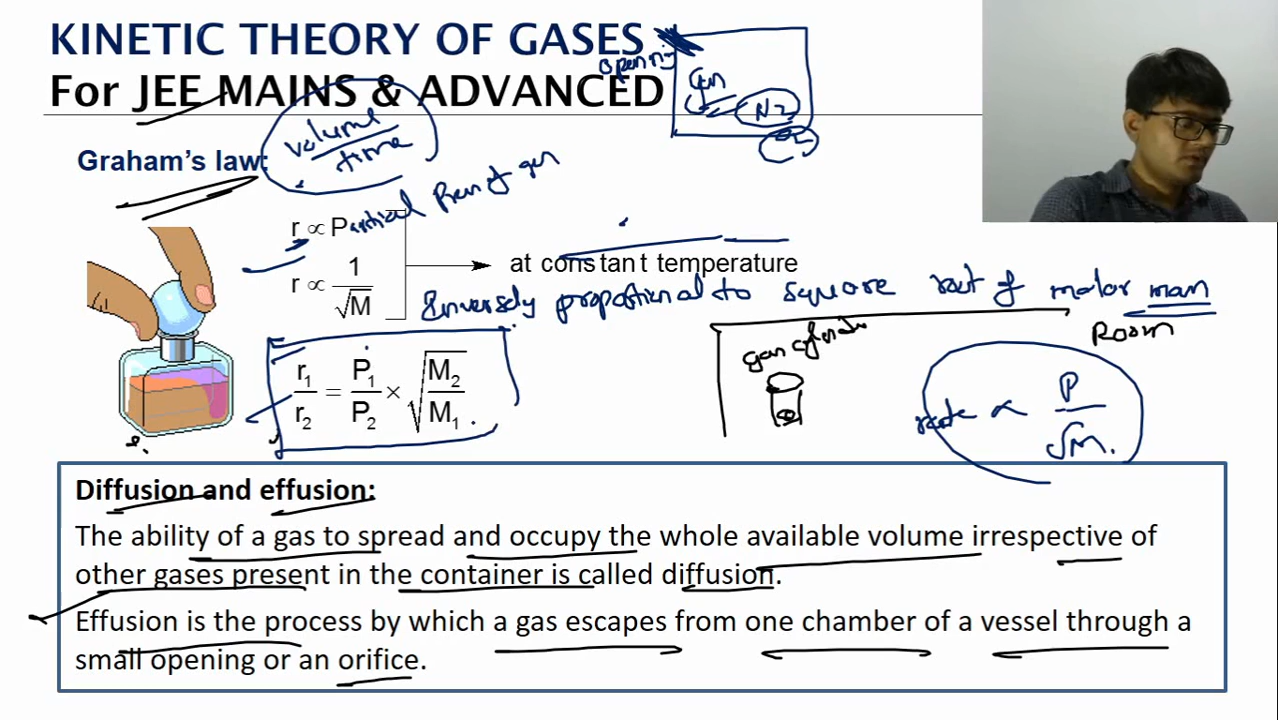 KINETIC THEORY OF GASES
For JEE MAINS & ADVANCED
opening
Gas
N2
O2
volume
time
Graham's law:
r ∝ Partial Pres of gas
r ∝ 1/√M
at constant temperature
Inversely proportional to square root of molar mass
r₁/r₂ = P₁/P₂ × √M₂/M₁
gas cylinder
Room
rate ∝ P/√M.
Diffusion and effusion:
The ability of a gas to spread and occupy the whole available volume irrespective of
other gases present in the container is called diffusion.
Effusion is the process by which a gas escapes from one chamber of a vessel through a
small opening or an orifice.